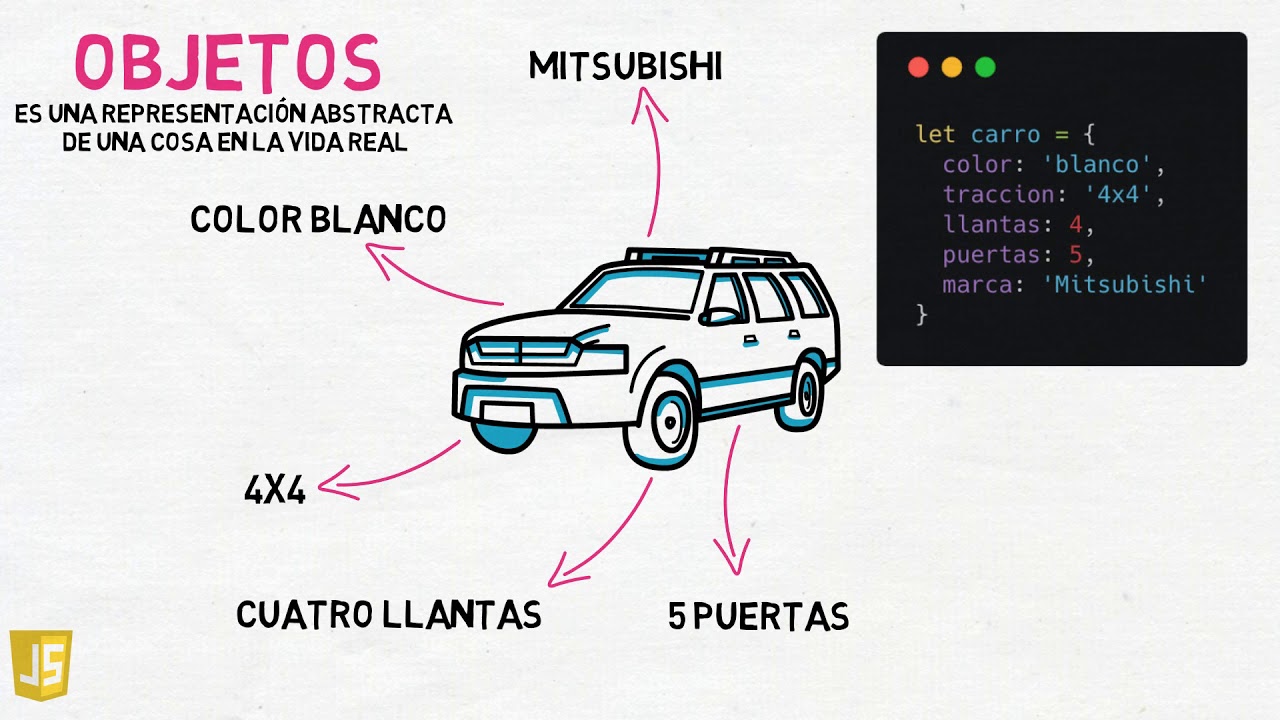 OBJETOS
ES UNA REPRESENTACIÓN ABSTRACTA
DE UNA COSA EN LA VIDA REAL
MITSUBISHI
COLOR BLANCO
4X4
CUATRO LLANTAS
5 PUERTAS
let carro = {
  color: 'blanco',
  traccion: '4x4',
  llantas: 4,
  puertas: 5,
  marca: 'Mitsubishi'
}
JS